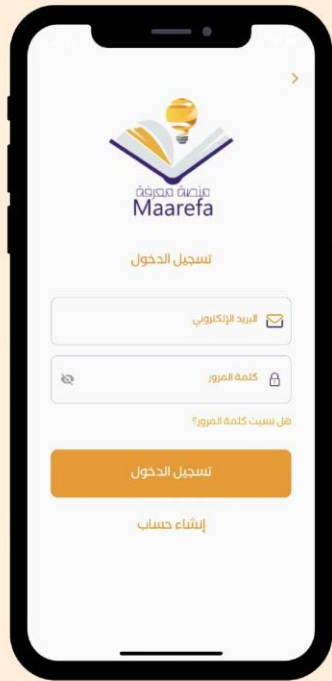 منصة معرفة
Maarefa
تسجيل الدخول
البريد الإلكتروني
كلمة المرور
هل نسيت كلمة المرور؟
تسجيل الدخول
إنشاء حساب